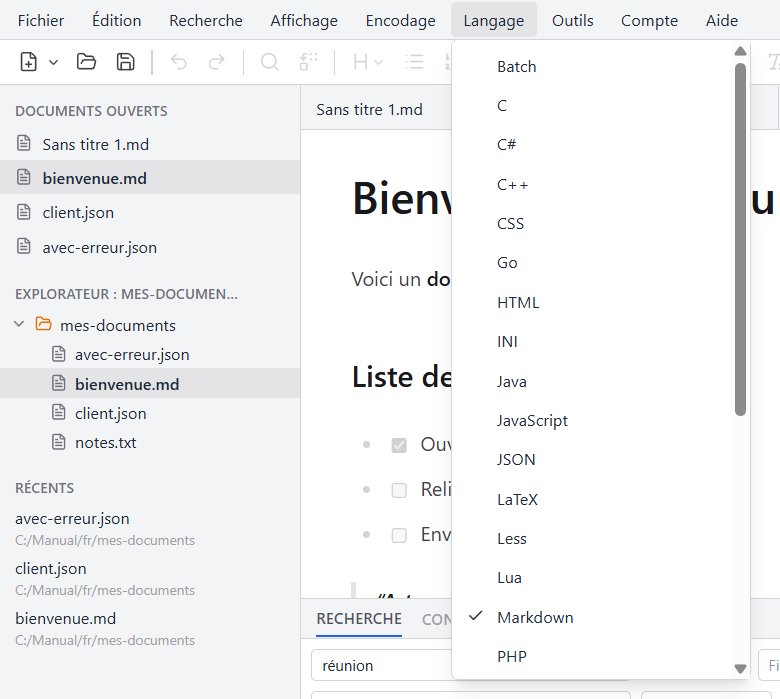 Fichier Édition Recherche Affichage Encodage Langage Outils Compte Aide
DOCUMENTS OUVERTS
Sans titre 1.md
bienvenue.md
client.json
avec-erreur.json
EXPLORATEUR : MES-DOCUMEN...
mes-documents
avec-erreur.json
bienvenue.md
client.json
notes.txt
RÉCENTS
avec-erreur.json
C:/Manual/fr/mes-documents
client.json
C:/Manual/fr/mes-documents
bienvenue.md
C:/Manual/fr/mes-documents
Sans titre 1.md
Voici un
Liste de
RECHERCHE
réunion
Batch
C
C#
C++
CSS
Go
HTML
INI
Java
JavaScript
JSON
LaTeX
Less
Lua
Markdown
PHP